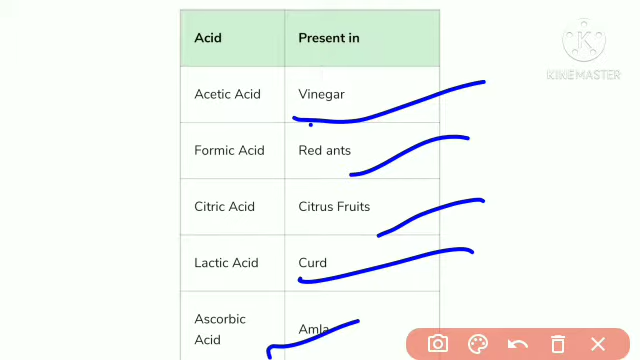 Acid Present in
Acetic Acid Vinegar
Formic Acid Red ants
Citric Acid Citrus Fruits
Lactic Acid Curd
Ascorbic
Acid Amla
K
KINEMASTER